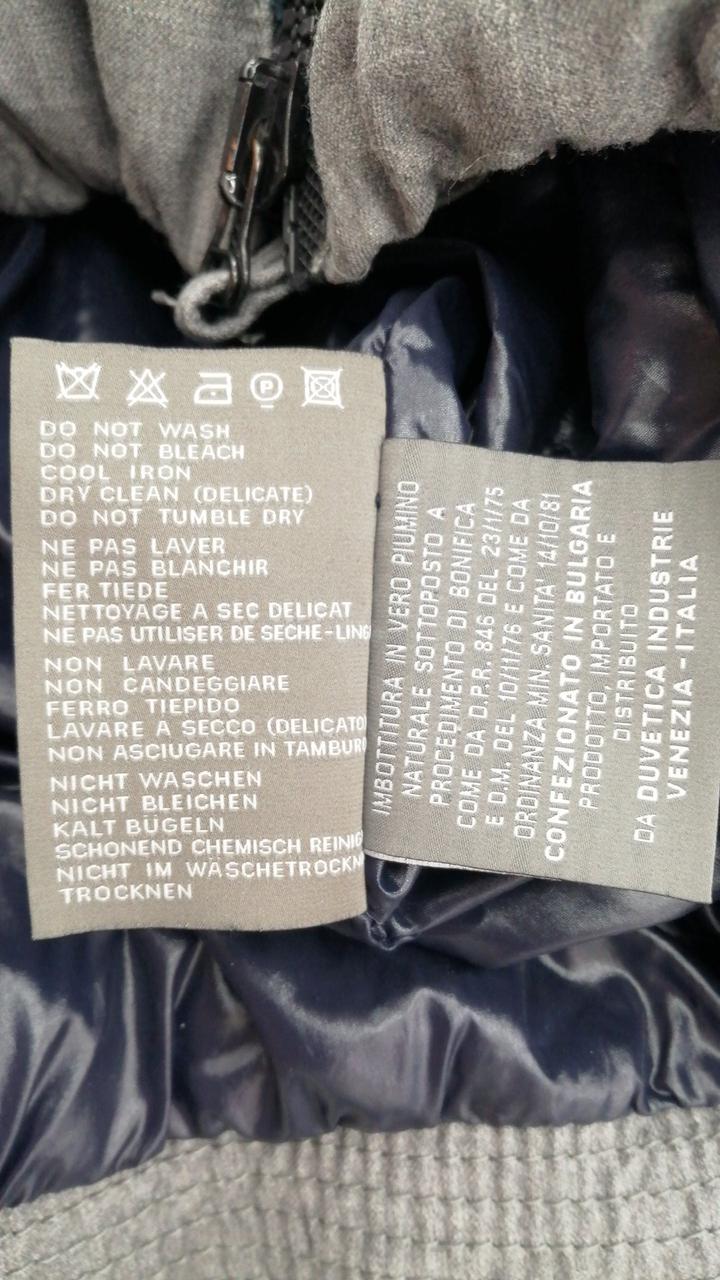 P
DO NOT WASH
DO NOT BLEACH
COOL IRON
DRY CLEAN (DELICATE)
DO NOT TUMBLE DRY
NE PAS LAVER
NE PAS BLANCHIR
FER TIEDE
NETTOYAGE A SEC DELICAT
NE PAS UTILISER DE SECHE-LING
NON LAVARE
NON CANDEGGIARE
FERRO TIEPIDO
LAVARE A SECCO (DELICATO
NON ASCIUGARE IN TAMBURO
NICHT WASCHEN
NICHT BLEICHEN
KALT BÜGELN
SCHONEND CHEMISCH REINIG
NICHT IM WÄSCHETROCKN
TROCKNEN
IMBOTTITURA IN VERO PIUMINO
NATURALE SOTTOPOSTO A
PROCEDIMENTO DI BONIFICA
COME DA D.P.R. 846 DEL 23/1/75
E D.M. DEL 10/11/76 E COME DA
ORDINANZA MIN. SANITA' 14/10/81
CONFEZIONATO IN BULGARIA
PRODOTTO, IMPORTATO E
DISTRIBUITO
DA DUVETICA INDUSTRIE
VENEZIA-ITALIA